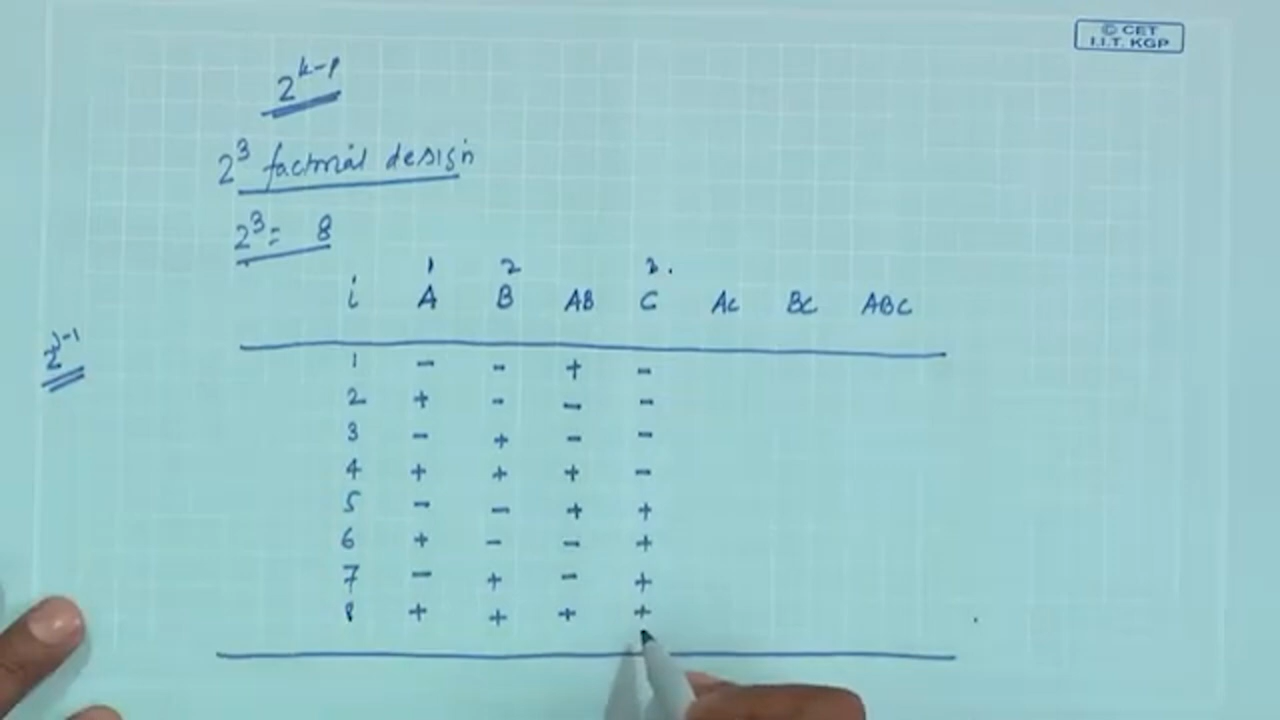 © CET
I.I.T. KGP
2^k-p
2^3 factorial design
2^3 = 8
1 2 3.
i A B AB C AC BC ABC
2^j-1
1 - - + -
2 + - - -
3 - + - -
4 + + + -
5 - - + +
6 + - - +
7 - + - +
8 + + + +